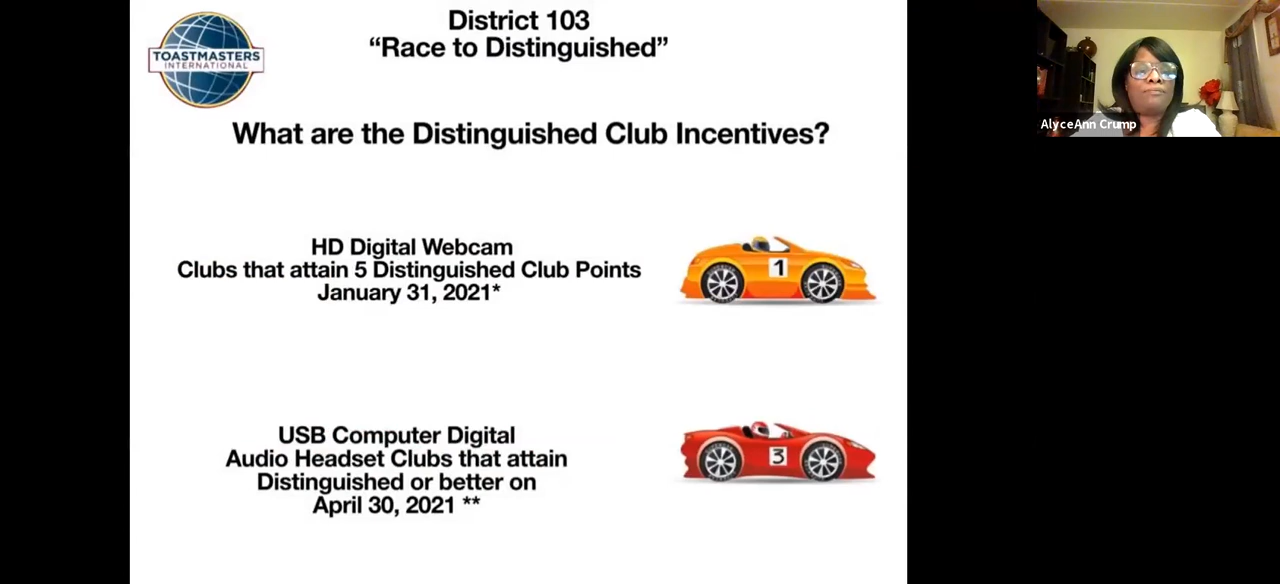 District 103
“Race to Distinguished”
TOASTMASTERS
INTERNATIONAL
What are the Distinguished Club Incentives?
HD Digital Webcam
Clubs that attain 5 Distinguished Club Points
January 31, 2021*
1
USB Computer Digital
Audio Headset Clubs that attain
Distinguished or better on
April 30, 2021 **
3
AlyceAnn Crump